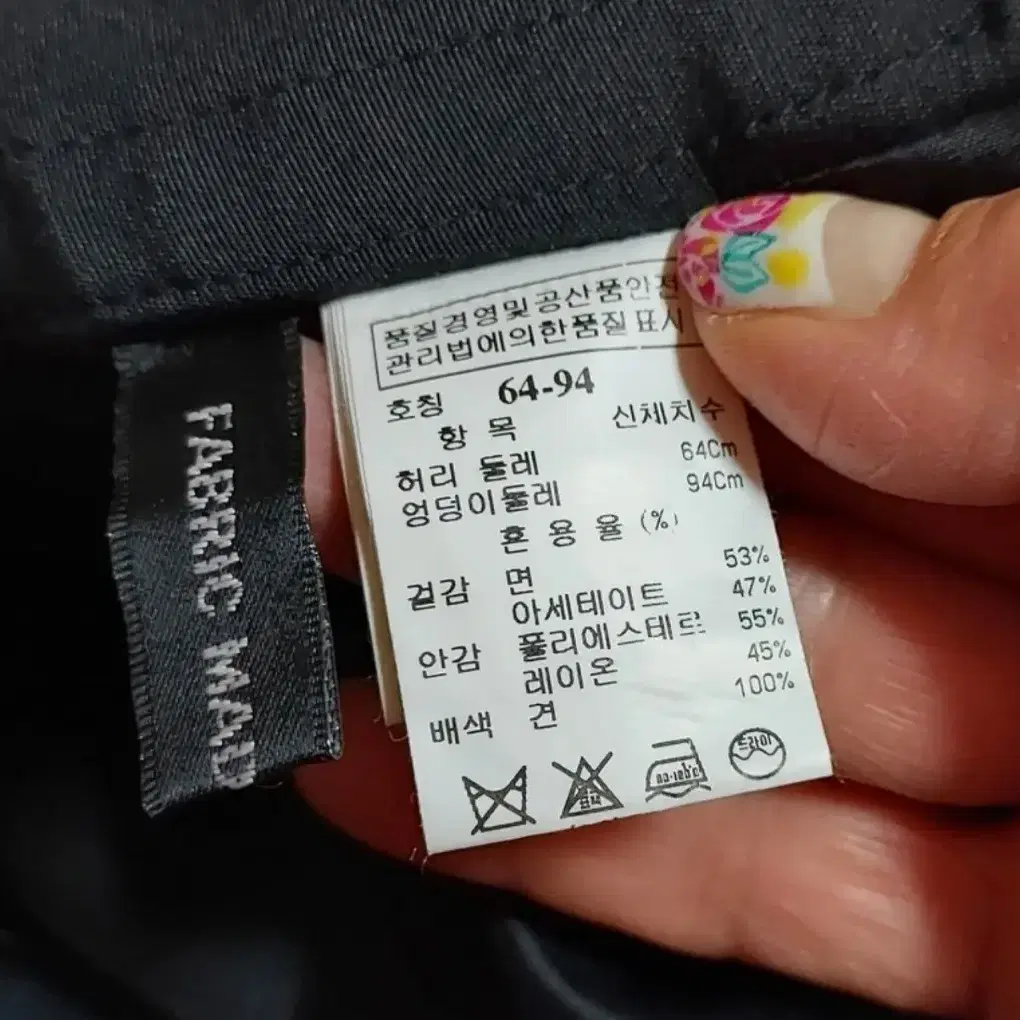 품질경영및공산품안전
관리법에의한품질표시
호칭 64-94
항 목 신체치수
허리 둘레 64Cm
엉덩이둘레 94Cm
혼 용 율 (%)
겉감 면 53%
아세테이트 47%
안감 폴리에스테르 55%
레이온 45%
배색 견 100%
드라이
FABRIC MADE